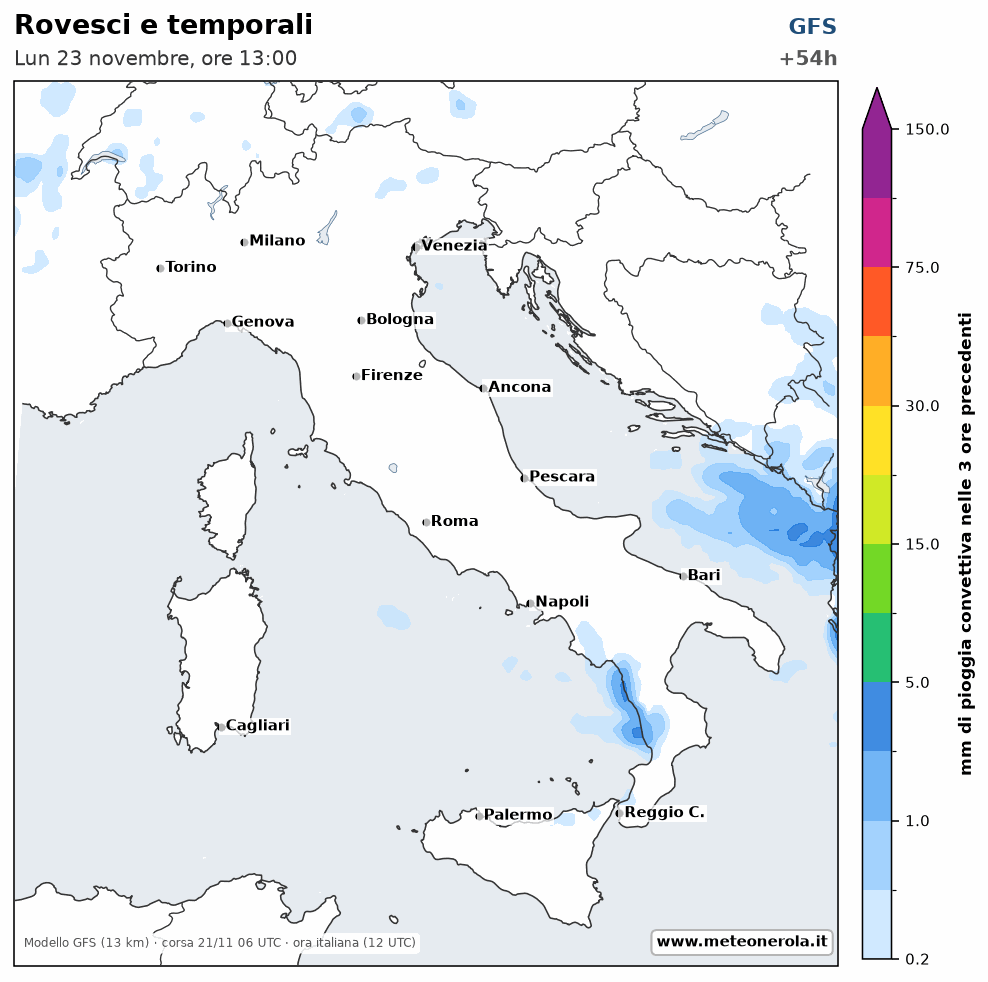 Rovesci e temporali
GFS
Lun 23 novembre, ore 13:00
+54h
150.0
75.0
30.0
15.0
5.0
1.0
0.2
mm di pioggia convettiva nelle 3 ore precedenti
Milano
Venezia
Torino
Genova
Bologna
Firenze
Ancona
Pescara
Roma
Bari
Napoli
Cagliari
Palermo
Reggio C.
Modello GFS (13 km) · corsa 21/11 06 UTC · ora italiana (12 UTC)
www.meteonerola.it